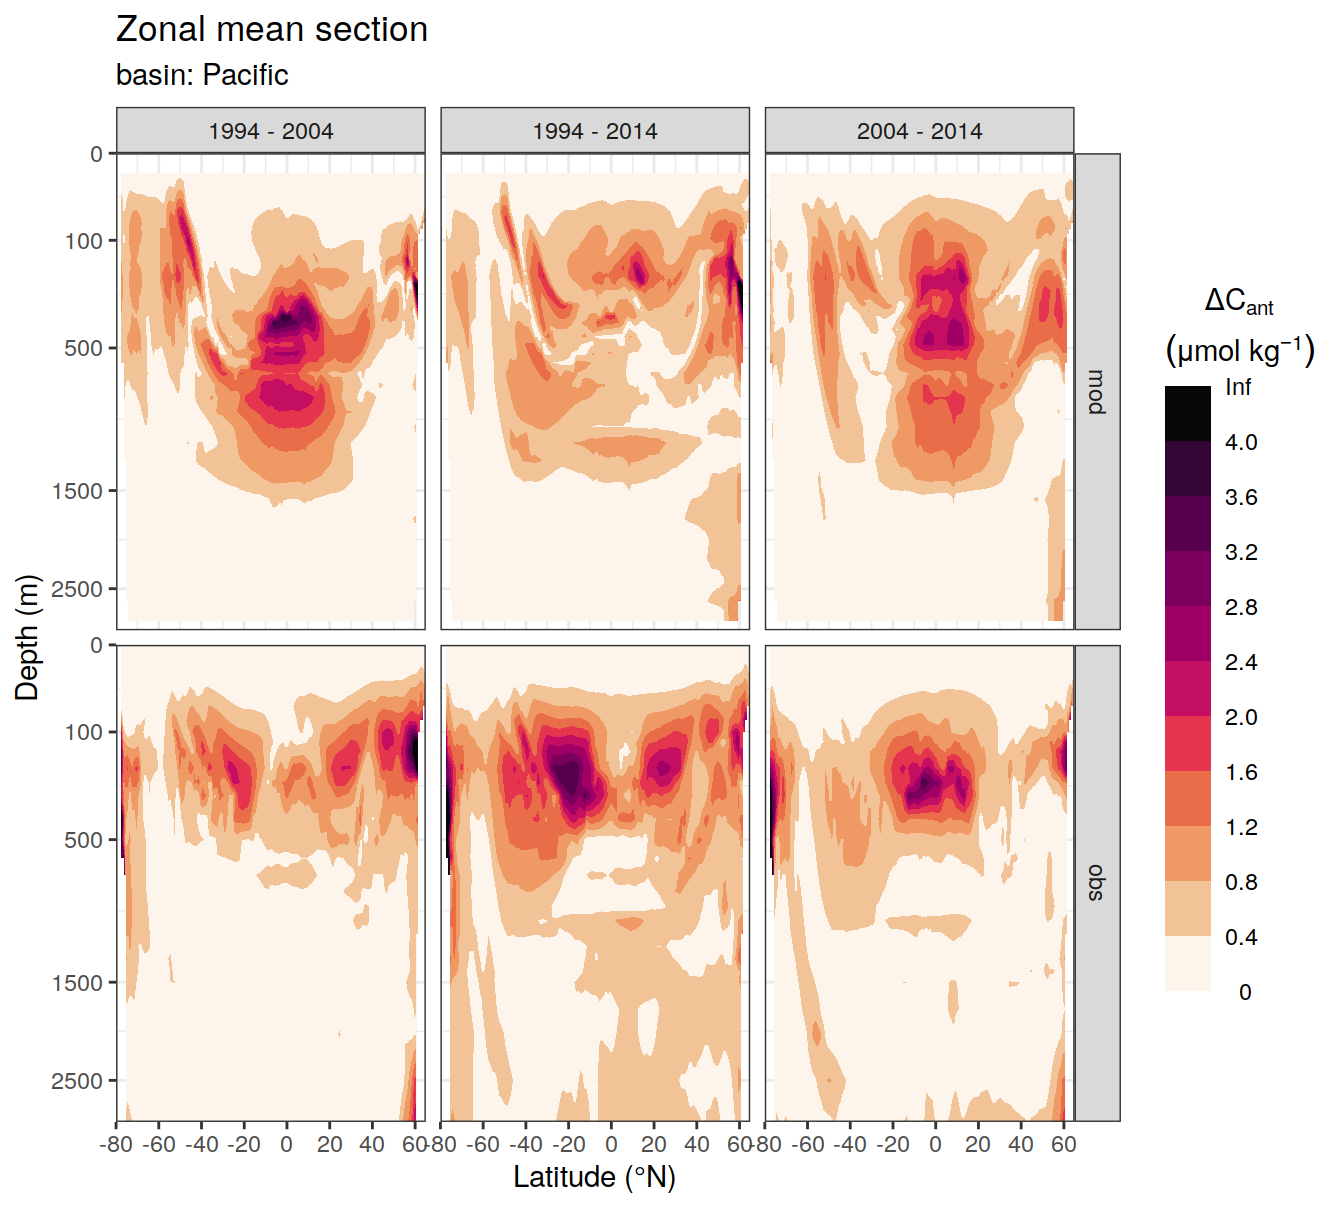 Zonal mean section
basin: Pacific
1994 - 2004
1994 - 2014
2004 - 2014
0
100
500
1500
2500
mod
0
100
500
1500
2500
obs
Depth (m)
-80 -60 -40 -20 0 20 40 60
-80 -60 -40 -20 0 20 40 60
-80 -60 -40 -20 0 20 40 60
Latitude (°N)
ΔCant
(μmol kg⁻¹)
Inf
4.0
3.6
3.2
2.8
2.4
2.0
1.6
1.2
0.8
0.4
0